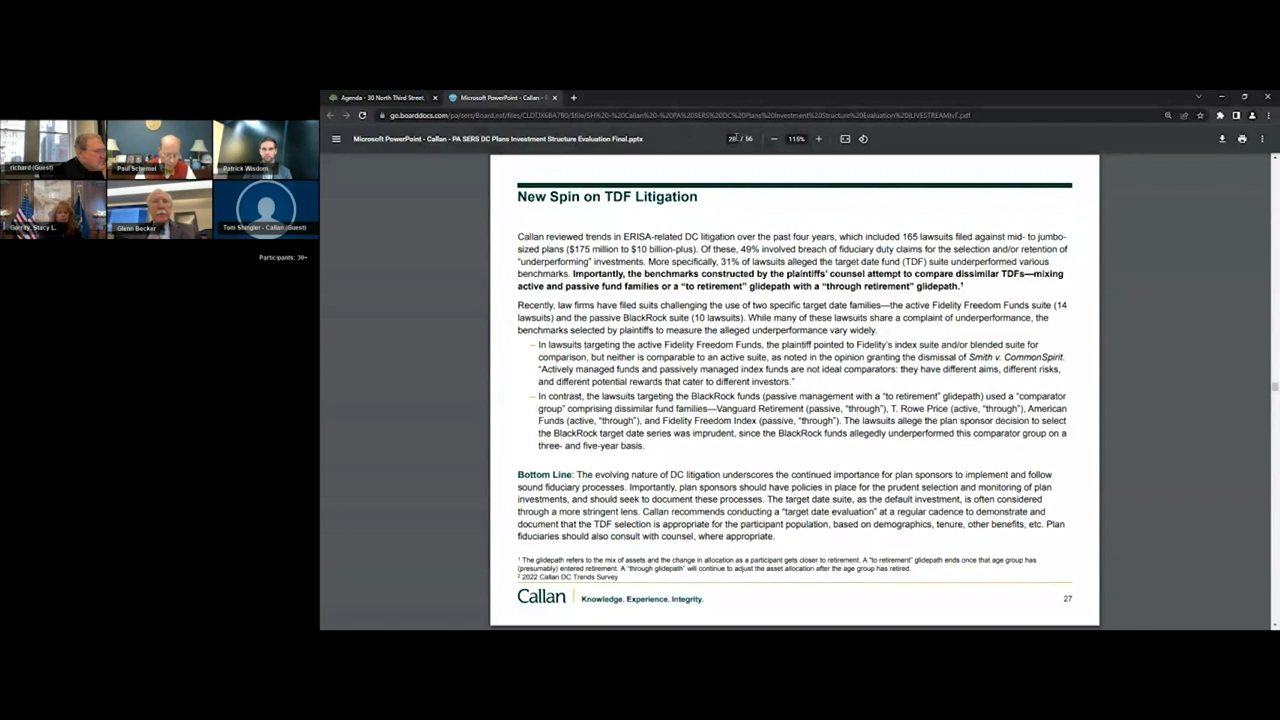 Agenda - 30 North Third Street,
Microsoft PowerPoint - Callan -
Microsoft PowerPoint - Callan - PA SERS DC Plans Investment Structure Evaluation Final.pptx
/ 56
115%
richard (Guest)
Paul Schemel
Patrick Wisdom
Garrity, Stacy L.
Glenn Becker
Tom Shingler - Callan (Guest)
Participants: 30+
New Spin on TDF Litigation
Callan reviewed trends in ERISA-related DC litigation over the past four years, which included 165 lawsuits filed against mid- to jumbo-
sized plans ($175 million to $10 billion-plus). Of these, 49% involved breach of fiduciary duty claims for the selection and/or retention of
“underperforming” investments. More specifically, 31% of lawsuits alleged the target date fund (TDF) suite underperformed various
benchmarks. Importantly, the benchmarks constructed by the plaintiffs’ counsel attempt to compare dissimilar TDFs—mixing
active and passive fund families or a “to retirement” glidepath with a “through retirement” glidepath.¹
Recently, law firms have filed suits challenging the use of two specific target date families—the active Fidelity Freedom Funds suite (14
lawsuits) and the passive BlackRock suite (10 lawsuits). While many of these lawsuits share a complaint of underperformance, the
benchmarks selected by plaintiffs to measure the alleged underperformance vary widely.
– In lawsuits targeting the active Fidelity Freedom Funds, the plaintiff pointed to Fidelity’s index suite and/or blended suite for
comparison, but neither is comparable to an active suite, as noted in the opinion granting the dismissal of Smith v. CommonSpirit.
“Actively managed funds and passively managed index funds are not ideal comparators: they have different aims, different risks,
and different potential rewards that cater to different investors.”
– In contrast, the lawsuits targeting the BlackRock funds (passive management with a “to retirement” glidepath) used a “comparator
group” comprising dissimilar fund families—Vanguard Retirement (passive, “through”), T. Rowe Price (active, “through”), American
Funds (active, “through”), and Fidelity Freedom Index (passive, “through”). The lawsuits allege the plan sponsor decision to select
the BlackRock target date series was imprudent, since the BlackRock funds allegedly underperformed this comparator group on a
three- and five-year basis.
Bottom Line: The evolving nature of DC litigation underscores the continued importance for plan sponsors to implement and follow
sound fiduciary processes. Importantly, plan sponsors should have policies in place for the prudent selection and monitoring of plan
investments, and should seek to document these processes. The target date suite, as the default investment, is often considered
through a more stringent lens. Callan recommends conducting a “target date evaluation” at a regular cadence to demonstrate and
document that the TDF selection is appropriate for the participant population, based on demographics, tenure, other benefits, etc. Plan
fiduciaries should also consult with counsel, where appropriate.
¹ The glidepath refers to the mix of assets and the change in allocation as a participant gets closer to retirement. A “to retirement” glidepath ends once that age group has
(presumably) entered retirement. A “through glidepath” will continue to adjust the asset allocation after the age group has retired.
² 2022 Callan DC Trends Survey
Callan
Knowledge. Experience. Integrity.
27